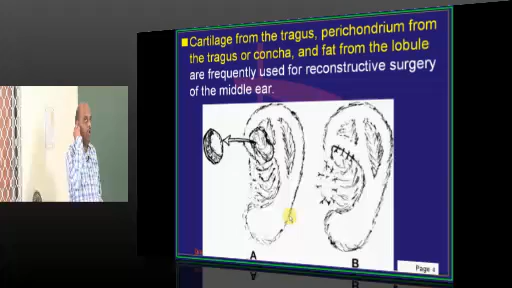 Cartilage from the tragus, perichondrium from
the tragus or concha, and fat from the lobule
are frequently used for reconstructive surgery
of the middle ear.
A
B
Page 4